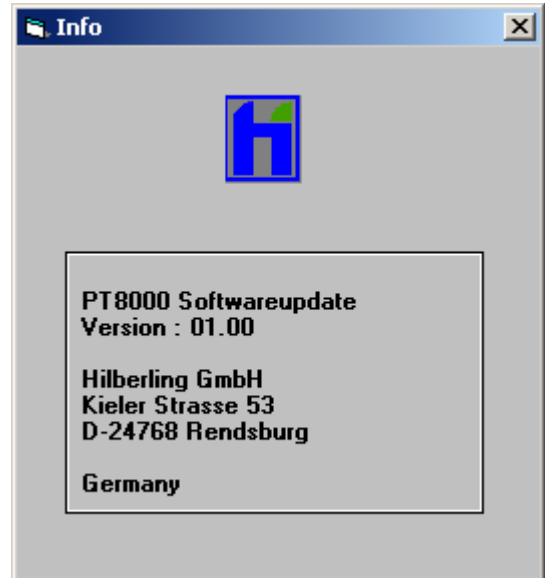 Info
PT8000 Softwareupdate
Version : 01.00
Hilberling GmbH
Kieler Strasse 53
D-24768 Rendsburg
Germany